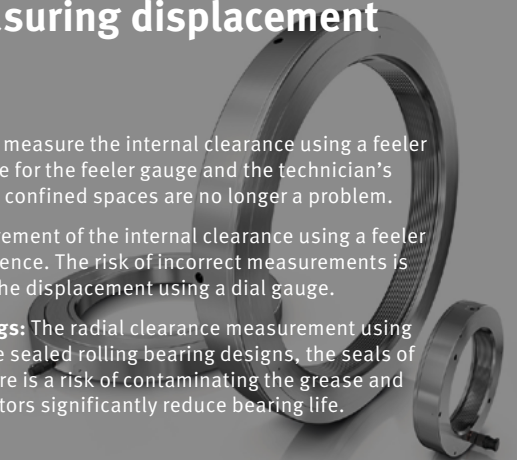 suring displacement
measure the internal clearance using a feeler
e for the feeler gauge and the technician's
confined spaces are no longer a problem.
rement of the internal clearance using a feeler
ence. The risk of incorrect measurements is
he displacement using a dial gauge.
gs: The radial clearance measurement using
e sealed rolling bearing designs, the seals of
re is a risk of contaminating the grease and
tors significantly reduce bearing life.